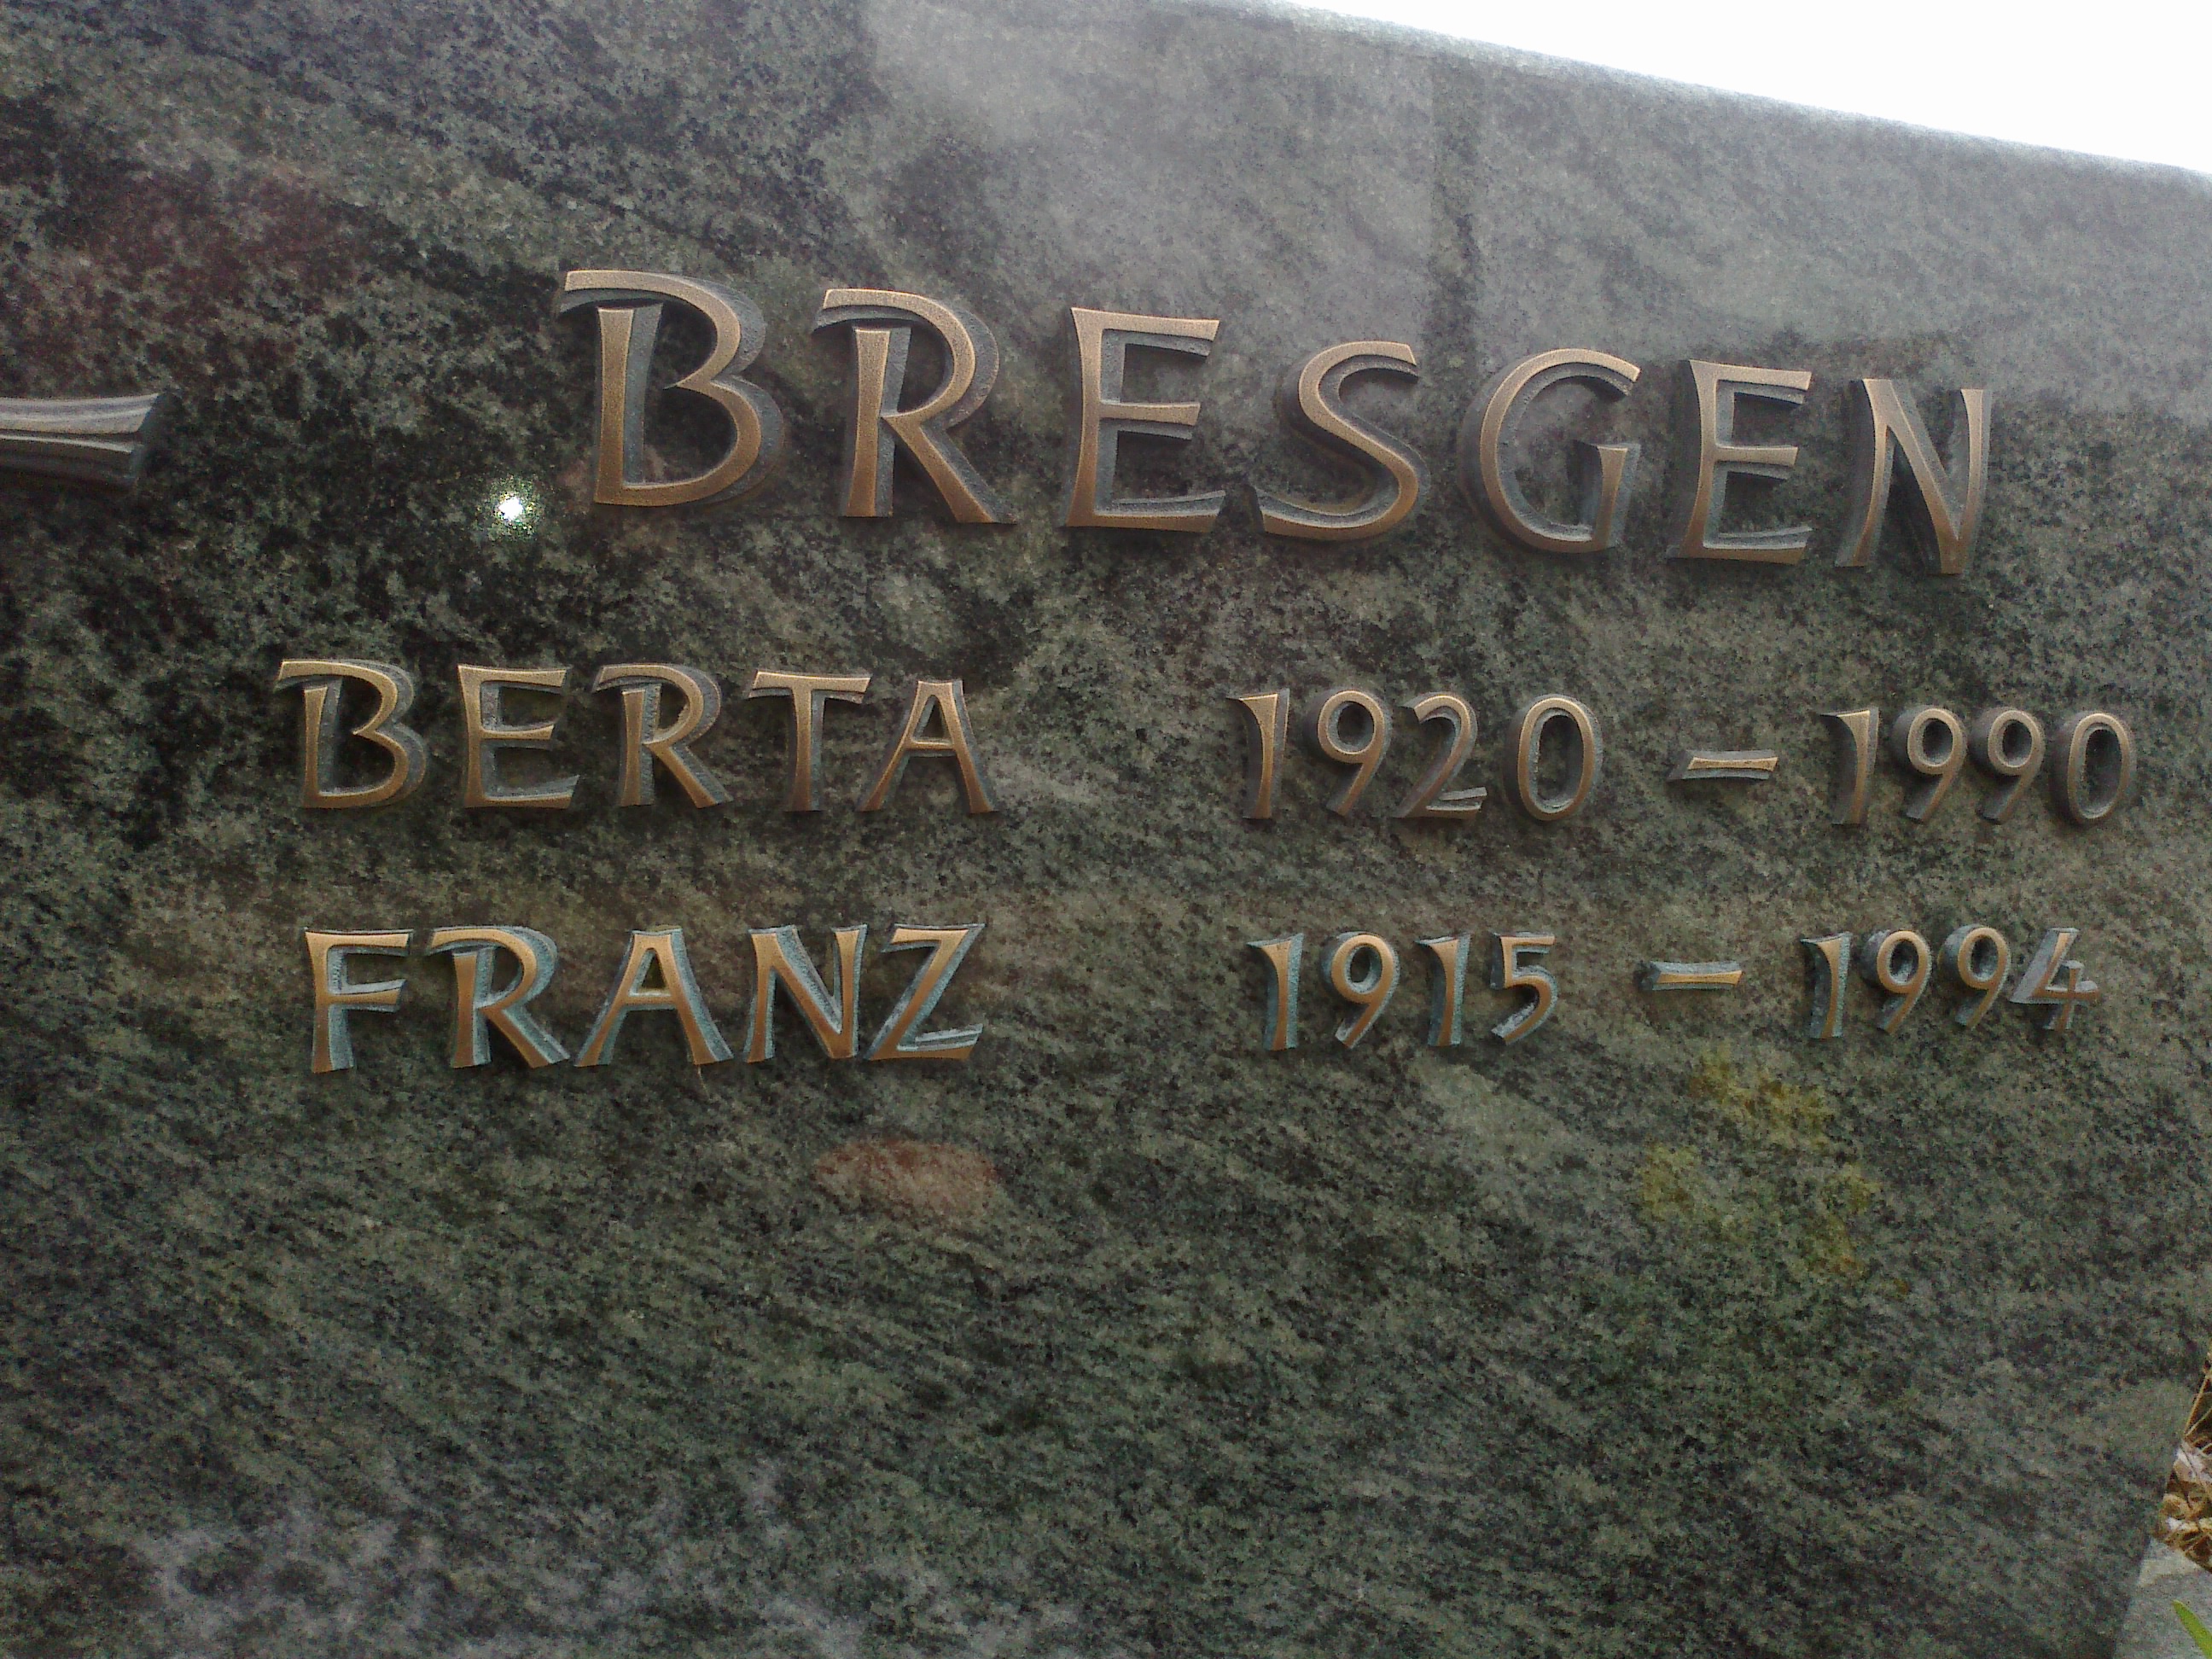 BRESGEN
BERTA 1920 – 1990
FRANZ 1915 – 1994